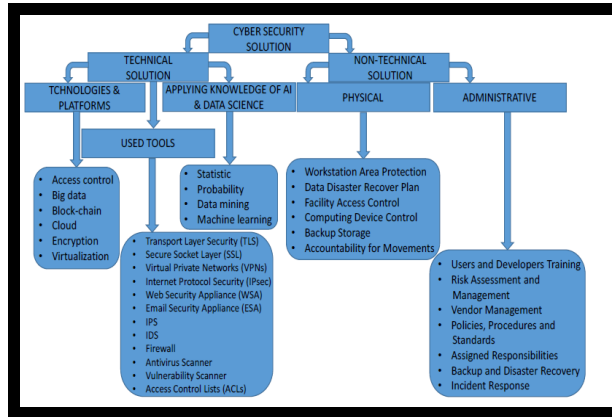 CYBER SECURITY
SOLUTION
TECHNICAL
SOLUTION
NON-TECHNICAL
SOLUTION
TCHNOLOGIES &
PLATFORMS
APPLYING KNOWLEDGE OF AI
& DATA SCIENCE
PHYSICAL
ADMINISTRATIVE
USED TOOLS
• Access control
• Big data
• Block-chain
• Cloud
• Encryption
• Virtualization
• Statistic
• Probability
• Data mining
• Machine learning
• Workstation Area Protection
• Data Disaster Recover Plan
• Facility Access Control
• Computing Device Control
• Backup Storage
• Accountability for Movements
• Transport Layer Security (TLS)
• Secure Socket Layer (SSL)
• Virtual Private Networks (VPNs)
• Internet Protocol Security (IPsec)
• Web Security Appliance (WSA)
• Email Security Appliance (ESA)
• IPS
• IDS
• Firewall
• Antivirus Scanner
• Vulnerability Scanner
• Access Control Lists (ACLs)
• Users and Developers Training
• Risk Assessment and
Management
• Vendor Management
• Policies, Procedures and
Standards
• Assigned Responsibilities
• Backup and Disaster Recovery
• Incident Response